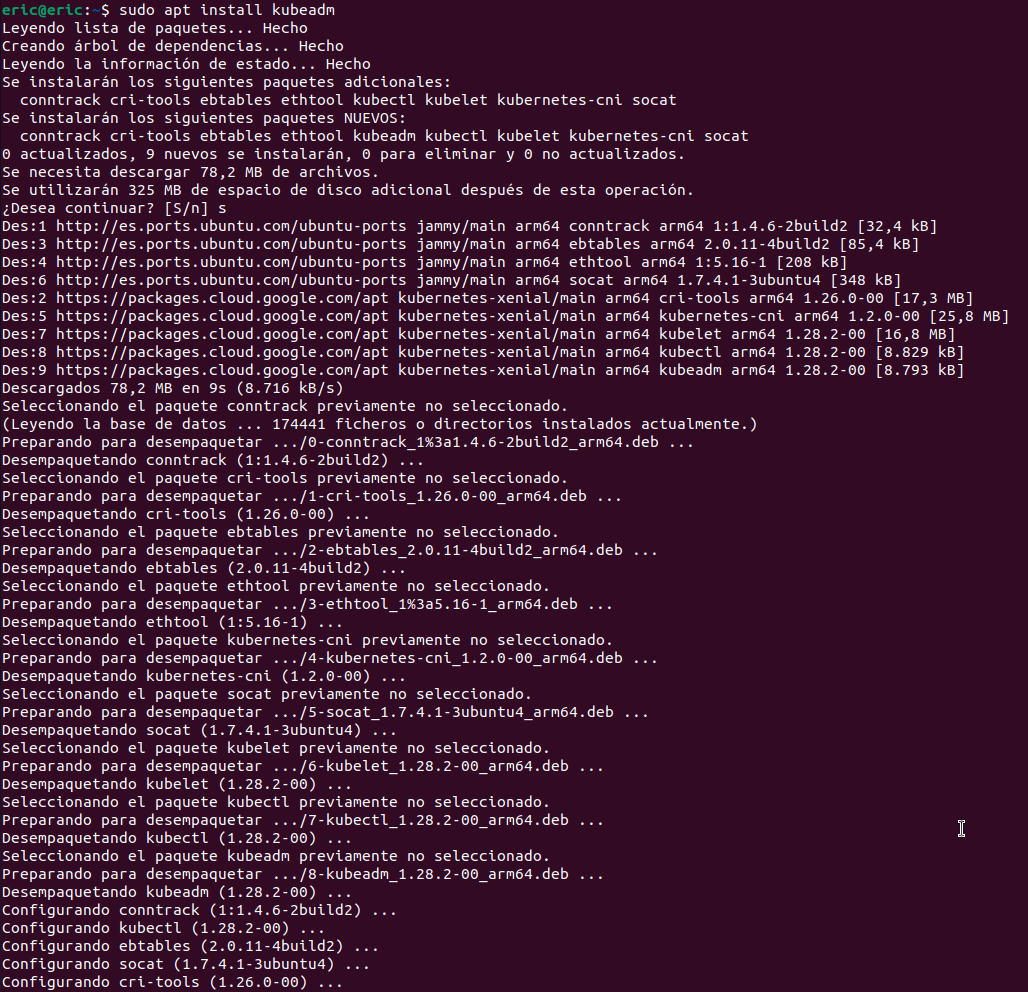 eric@eric:~$ sudo apt install kubeadm
Leyendo lista de paquetes... Hecho
Creando árbol de dependencias... Hecho
Leyendo la información de estado... Hecho
Se instalarán los siguientes paquetes adicionales:
  conntrack cri-tools ebtables ethtool kubectl kubelet kubernetes-cni socat
Se instalarán los siguientes paquetes NUEVOS:
  conntrack cri-tools ebtables ethtool kubeadm kubectl kubelet kubernetes-cni socat
0 actualizados, 9 nuevos se instalarán, 0 para eliminar y 0 no actualizados.
Se necesita descargar 78,2 MB de archivos.
Se utilizarán 325 MB de espacio de disco adicional después de esta operación.
¿Desea continuar? [S/n] s
Des:1 http://es.ports.ubuntu.com/ubuntu-ports jammy/main arm64 conntrack arm64 1:1.4.6-2build2 [32,4 kB]
Des:3 http://es.ports.ubuntu.com/ubuntu-ports jammy/main arm64 ebtables arm64 2.0.11-4build2 [85,4 kB]
Des:4 http://es.ports.ubuntu.com/ubuntu-ports jammy/main arm64 ethtool arm64 1:5.16-1 [208 kB]
Des:6 http://es.ports.ubuntu.com/ubuntu-ports jammy/main arm64 socat arm64 1.7.4.1-3ubuntu4 [348 kB]
Des:2 https://packages.cloud.google.com/apt kubernetes-xenial/main arm64 cri-tools arm64 1.26.0-00 [17,3 MB]
Des:5 https://packages.cloud.google.com/apt kubernetes-xenial/main arm64 kubernetes-cni arm64 1.2.0-00 [25,8 MB]
Des:7 https://packages.cloud.google.com/apt kubernetes-xenial/main arm64 kubelet arm64 1.28.2-00 [16,8 MB]
Des:8 https://packages.cloud.google.com/apt kubernetes-xenial/main arm64 kubectl arm64 1.28.2-00 [8.829 kB]
Des:9 https://packages.cloud.google.com/apt kubernetes-xenial/main arm64 kubeadm arm64 1.28.2-00 [8.793 kB]
Descargados 78,2 MB en 9s (8.716 kB/s)
Seleccionando el paquete conntrack previamente no seleccionado.
(Leyendo la base de datos ... 174441 ficheros o directorios instalados actualmente.)
Preparando para desempaquetar .../0-conntrack_1%3a1.4.6-2build2_arm64.deb ...
Desempaquetando conntrack (1:1.4.6-2build2) ...
Seleccionando el paquete cri-tools previamente no seleccionado.
Preparando para desempaquetar .../1-cri-tools_1.26.0-00_arm64.deb ...
Desempaquetando cri-tools (1.26.0-00) ...
Seleccionando el paquete ebtables previamente no seleccionado.
Preparando para desempaquetar .../2-ebtables_2.0.11-4build2_arm64.deb ...
Desempaquetando ebtables (2.0.11-4build2) ...
Seleccionando el paquete ethtool previamente no seleccionado.
Preparando para desempaquetar .../3-ethtool_1%3a5.16-1_arm64.deb ...
Desempaquetando ethtool (1:5.16-1) ...
Seleccionando el paquete kubernetes-cni previamente no seleccionado.
Preparando para desempaquetar .../4-kubernetes-cni_1.2.0-00_arm64.deb ...
Desempaquetando kubernetes-cni (1.2.0-00) ...
Seleccionando el paquete socat previamente no seleccionado.
Preparando para desempaquetar .../5-socat_1.7.4.1-3ubuntu4_arm64.deb ...
Desempaquetando socat (1.7.4.1-3ubuntu4) ...
Seleccionando el paquete kubelet previamente no seleccionado.
Preparando para desempaquetar .../6-kubelet_1.28.2-00_arm64.deb ...
Desempaquetando kubelet (1.28.2-00) ...
Seleccionando el paquete kubectl previamente no seleccionado.
Preparando para desempaquetar .../7-kubectl_1.28.2-00_arm64.deb ...
Desempaquetando kubectl (1.28.2-00) ...
Seleccionando el paquete kubeadm previamente no seleccionado.
Preparando para desempaquetar .../8-kubeadm_1.28.2-00_arm64.deb ...
Desempaquetando kubeadm (1.28.2-00) ...
Configurando conntrack (1:1.4.6-2build2) ...
Configurando kubectl (1.28.2-00) ...
Configurando ebtables (2.0.11-4build2) ...
Configurando socat (1.7.4.1-3ubuntu4) ...
Configurando cri-tools (1.26.0-00) ...